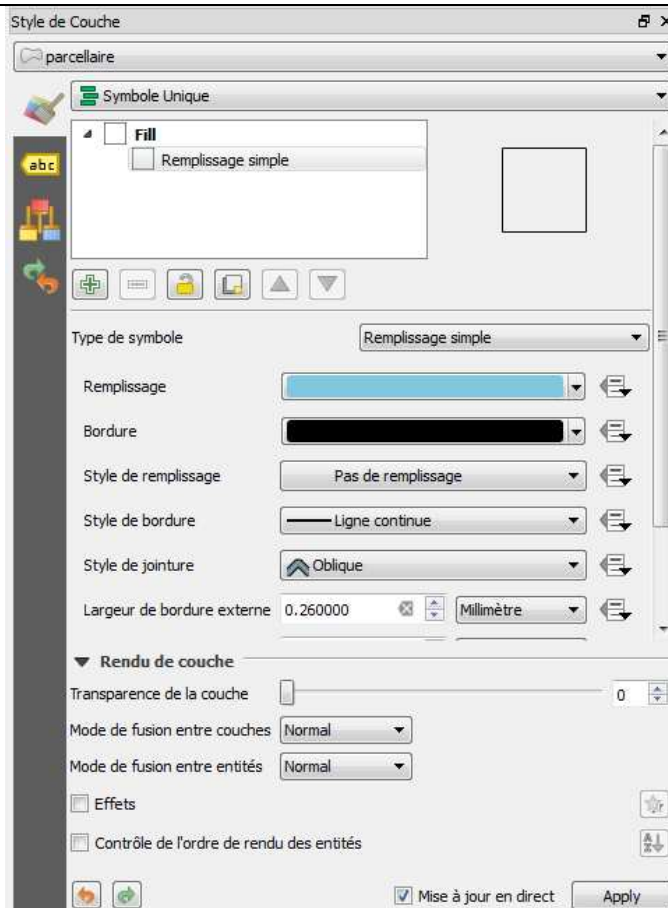 Style de Couche
parcellaire
Symbole Unique
Fill
Remplissage simple
abc
Type de symbole Remplissage simple
Remplissage
Bordure
Style de remplissage Pas de remplissage
Style de bordure Ligne continue
Style de jointure Oblique
Largeur de bordure externe 0.260000 Millimètre
Rendu de couche
Transparence de la couche 0
Mode de fusion entre couches Normal
Mode de fusion entre entités Normal
Effets
Contrôle de l'ordre de rendu des entités
Mise à jour en direct Apply